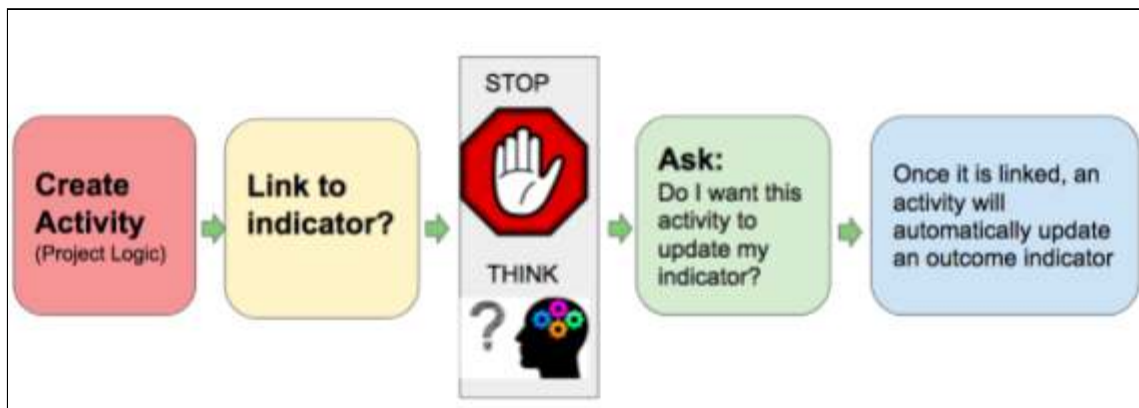 Create
Activity
(Project Logic)
Link to
indicator?
STOP
THINK
?
Ask:
Do I want this
activity to
update my
indicator?
Once it is linked, an
activity will
automatically update
an outcome indicator